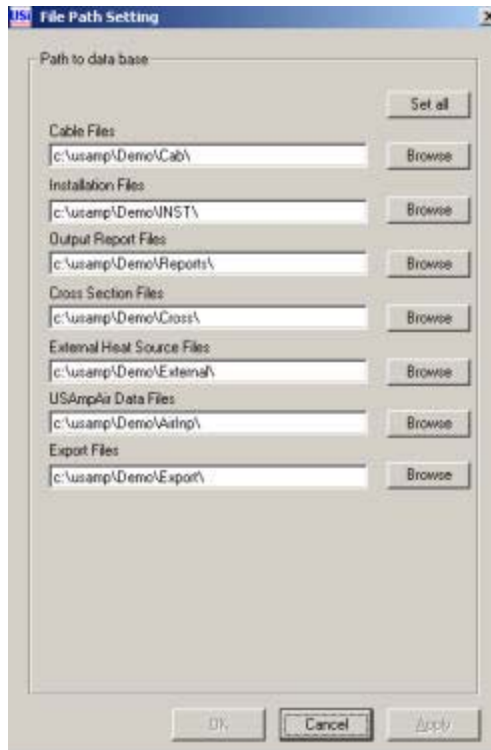 USi File Path Setting
Path to data base
Set all
Cable Files
c:\usamp\Demo\Cab\ Browse
Installation Files
c:\usamp\Demo\INST\ Browse
Output Report Files
c:\usamp\Demo\Reports\ Browse
Cross Section Files
c:\usamp\Demo\Cross\ Browse
External Heat Source Files
c:\usamp\Demo\External\ Browse
USAmpAir Data Files
c:\usamp\Demo\AirInp\ Browse
Export Files
c:\usamp\Demo\Export\ Browse
OK Cancel Apply